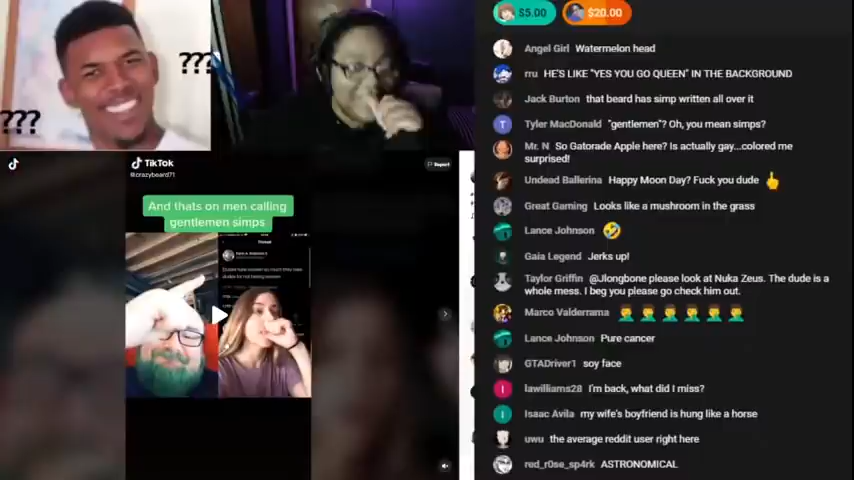 ???
???
TikTok
@crazybeard71
Report
And thats on men calling
gentlemen simps
Thread
$5.00
$20.00
Angel Girl Watermelon head
rru HE'S LIKE "YES YOU GO QUEEN" IN THE BACKGROUND
Jack Burton that beard has simp written all over it
Tyler MacDonald "gentlemen"? Oh, you mean simps?
Mr. N So Gatorade Apple here? Is actually gay...colored me
surprised!
Undead Ballerina Happy Moon Day? Fuck you dude 🖕
Great Gaming Looks like a mushroom in the grass
Lance Johnson 🤣
Gaia Legend Jerks up!
Taylor Griffin @Jlongbone please look at Nuka Zeus. The dude is a
whole mess. I beg you please go check him out.
Marco Valderrama 🤦‍♂️🤦‍♂️🤦‍♂️🤦‍♂️🤦‍♂️🤦‍♂️
Lance Johnson Pure cancer
GTADriver1 soy face
lawilliams28 I'm back, what did I miss?
Isaac Avila my wife's boyfriend is hung like a horse
uwu the average reddit user right here
red_r0se_sp4rk ASTRONOMICAL